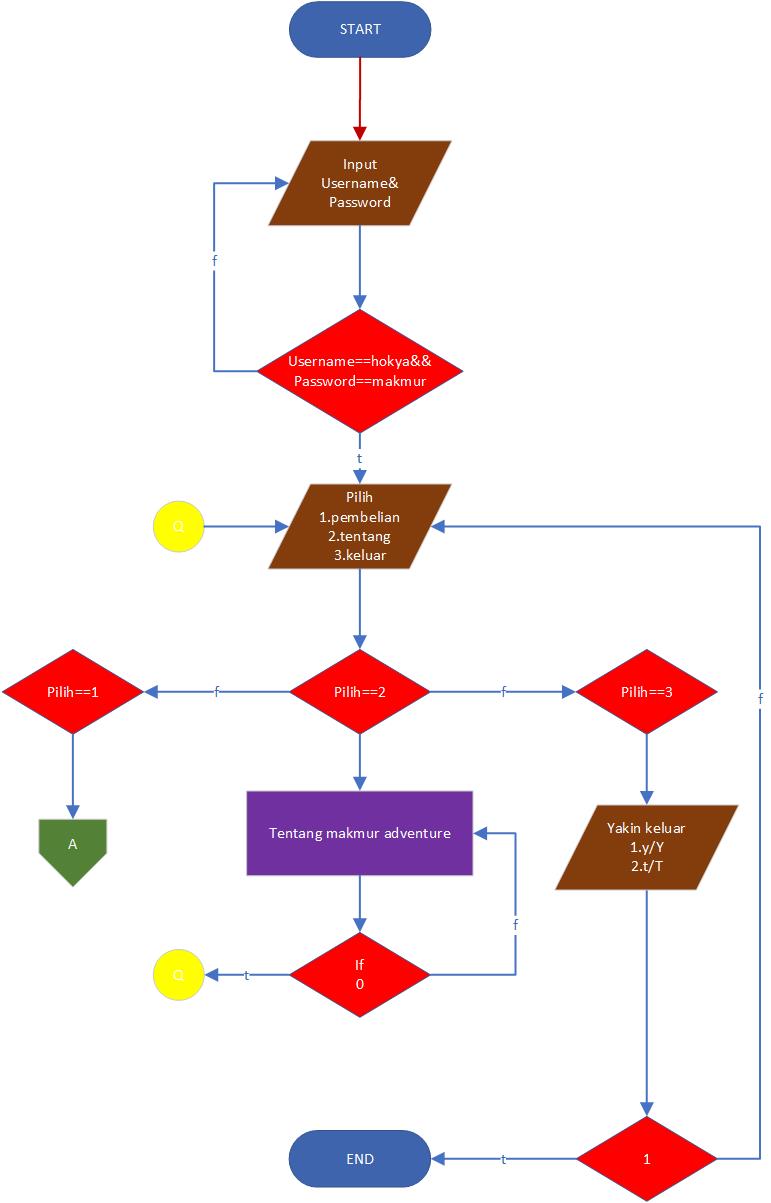 START
Input
Username&
Password
f
Username==hokya&&
Password==makmur
t
Q
Pilih
1.pembelian
2.tentang
3.keluar
Pilih==1
f
Pilih==2
f
Pilih==3
f
A
Tentang makmur adventure
Yakin keluar
1.y/Y
2.t/T
f
Q
t
If
0
END
t
1